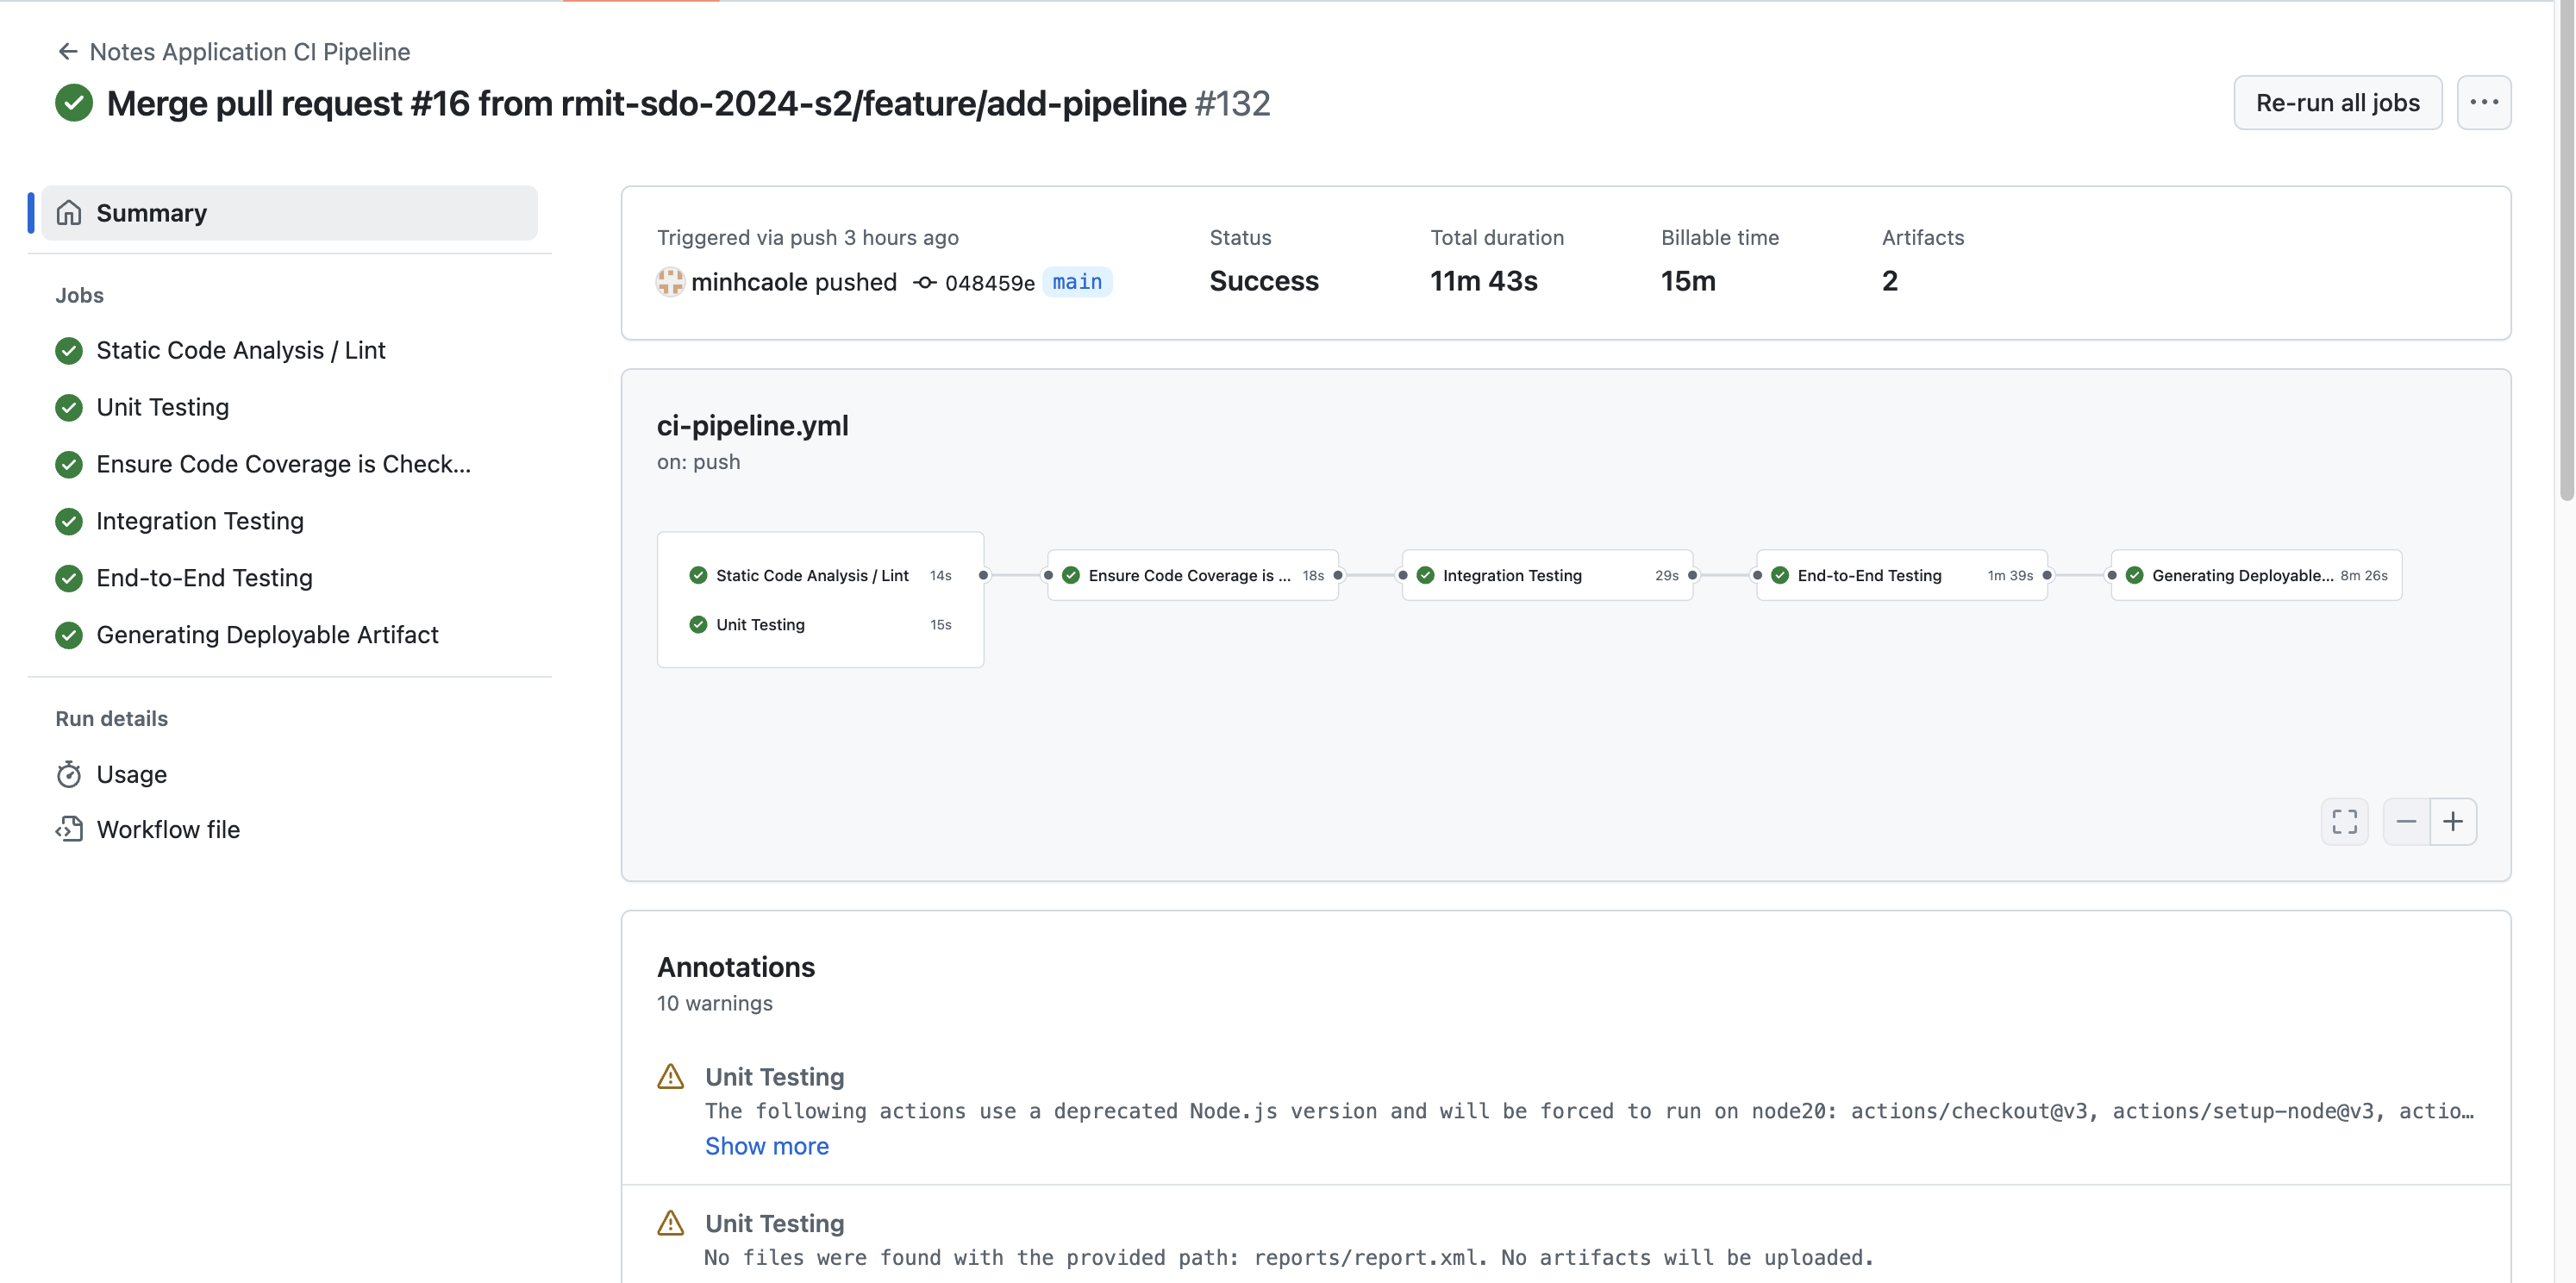 Notes Application CI Pipeline
Merge pull request #16 from rmit-sdo-2024-s2/feature/add-pipeline #132
Re-run all jobs
Summary
Jobs
Static Code Analysis / Lint
Unit Testing
Ensure Code Coverage is Check...
Integration Testing
End-to-End Testing
Generating Deployable Artifact
Run details
Usage
Workflow file
Triggered via push 3 hours ago
minhcaole pushed 048459e main
Status
Success
Total duration
11m 43s
Billable time
15m
Artifacts
2
ci-pipeline.yml
on: push
Static Code Analysis / Lint 14s
Unit Testing 15s
Ensure Code Coverage is ... 18s
Integration Testing 29s
End-to-End Testing 1m 39s
Generating Deployable... 8m 26s
Annotations
10 warnings
Unit Testing
The following actions use a deprecated Node.js version and will be forced to run on node20: actions/checkout@v3, actions/setup-node@v3, actio…
Show more
Unit Testing
No files were found with the provided path: reports/report.xml. No artifacts will be uploaded.